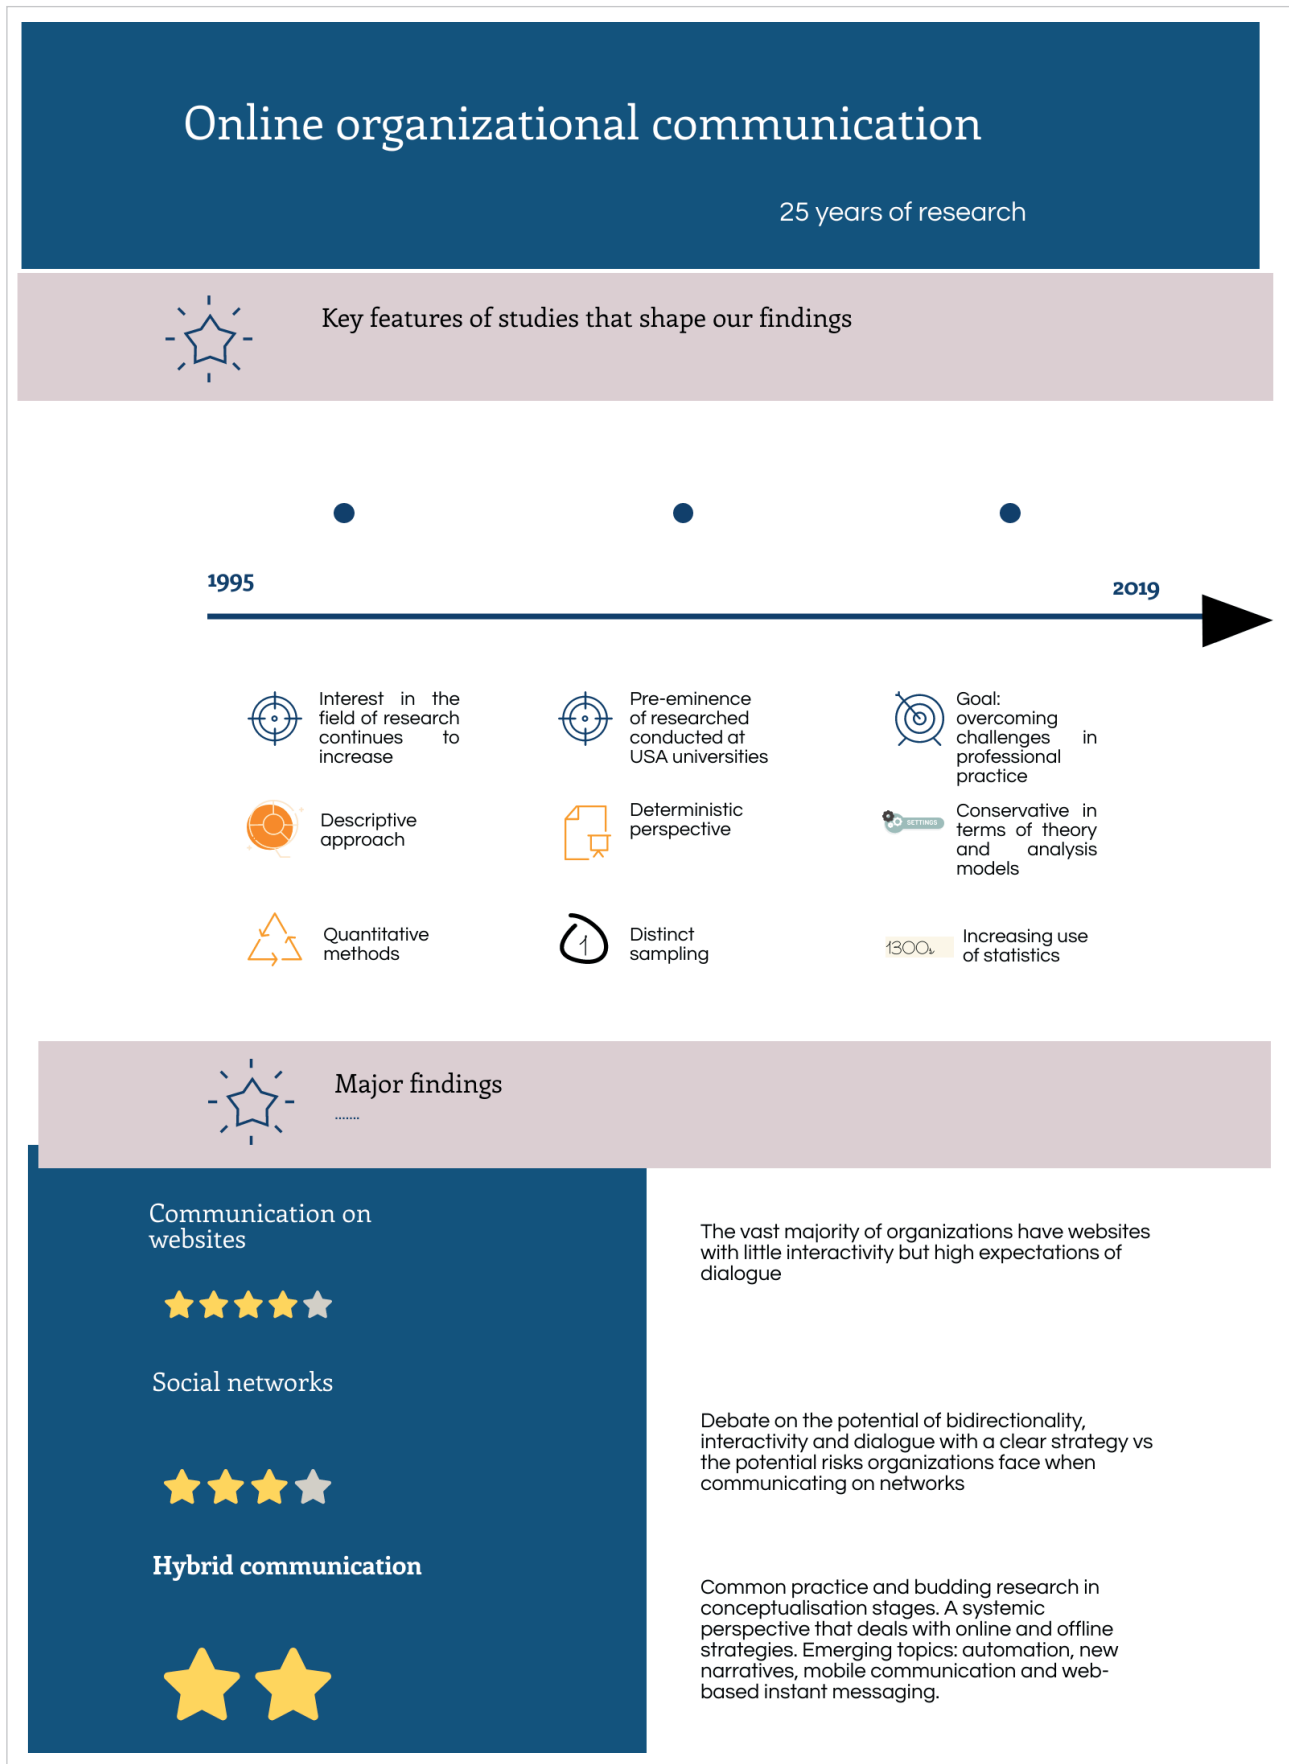 Online organizational communication
25 years of research
Key features of studies that shape our findings
1995
2019
Interest in the
field of research
continues to
increase
Pre-eminence
of researched
conducted at
USA universities
Goal:
overcoming
challenges in
professional
practice
Descriptive
approach
Deterministic
perspective
SETTINGS
Conservative in
terms of theory
and analysis
models
Quantitative
methods
1
Distinct
sampling
1300s
Increasing use
of statistics
Major findings
.......
Communication on
websites
The vast majority of organizations have websites
with little interactivity but high expectations of
dialogue
Social networks
Debate on the potential of bidirectionality,
interactivity and dialogue with a clear strategy vs
the potential risks organizations face when
communicating on networks
Hybrid communication
Common practice and budding research in
conceptualisation stages. A systemic
perspective that deals with online and offline
strategies. Emerging topics: automation, new
narratives, mobile communication and web-
based instant messaging.